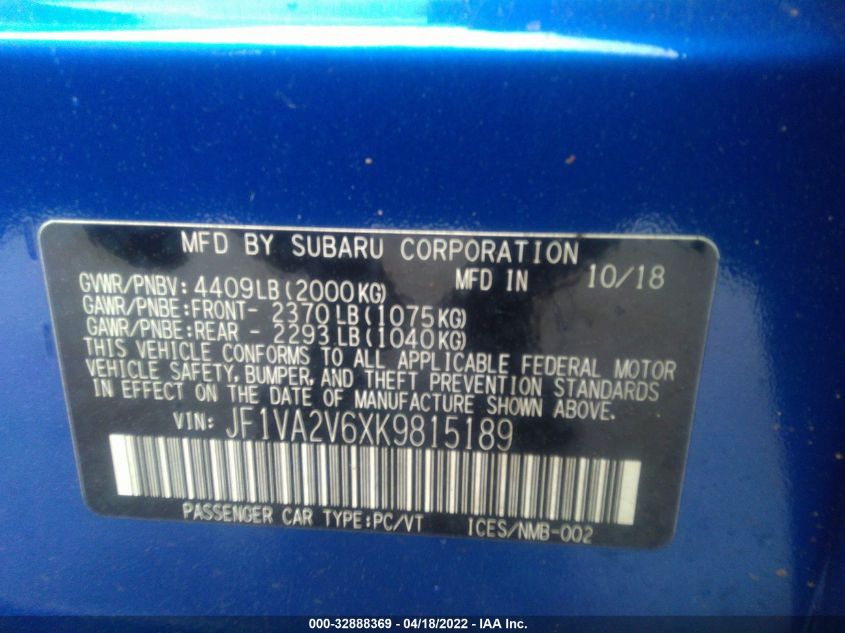 MFD BY SUBARU CORPORATION
GVWR/PNBV: 4409LB(2000KG) MFD IN 10/18
GAWR/PNBE:FRONT- 2370LB(1075KG)
GAWR/PNBE:REAR - 2293LB(1040KG)
THIS VEHICLE CONFORMS TO ALL APPLICABLE FEDERAL MOTOR
VEHICLE SAFETY, BUMPER, AND THEFT PREVENTION STANDARDS
IN EFFECT ON THE DATE OF MANUFACTURE SHOWN ABOVE.
VIN: JF1VA2V6XK9815189
PASSENGER CAR TYPE:PC/VT ICES/NMB-002
000-32888369 - 04/18/2022 - IAA Inc.